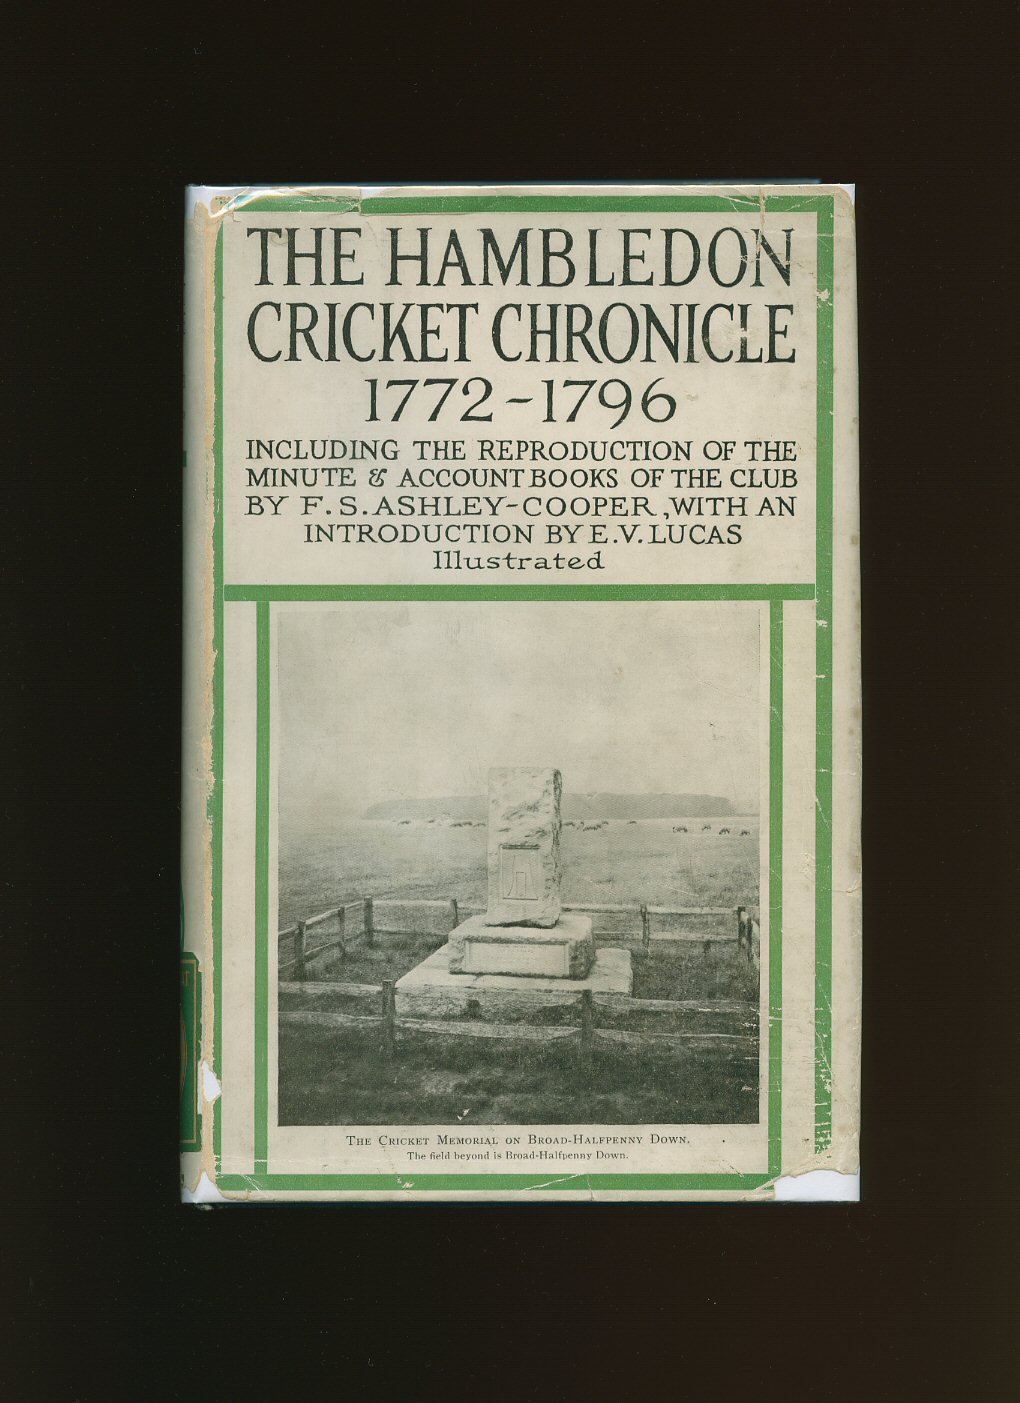 THE HAMBLEDON
CRICKET CHRONICLE
1772-1796
INCLUDING THE REPRODUCTION OF THE
MINUTE & ACCOUNT BOOKS OF THE CLUB
BY F.S. ASHLEY-COOPER, WITH AN
INTRODUCTION BY E.V. LUCAS
Illustrated
THE CRICKET MEMORIAL ON BROAD-HALFPENNY DOWN.
The field beyond is Broad-Halfpenny Down.